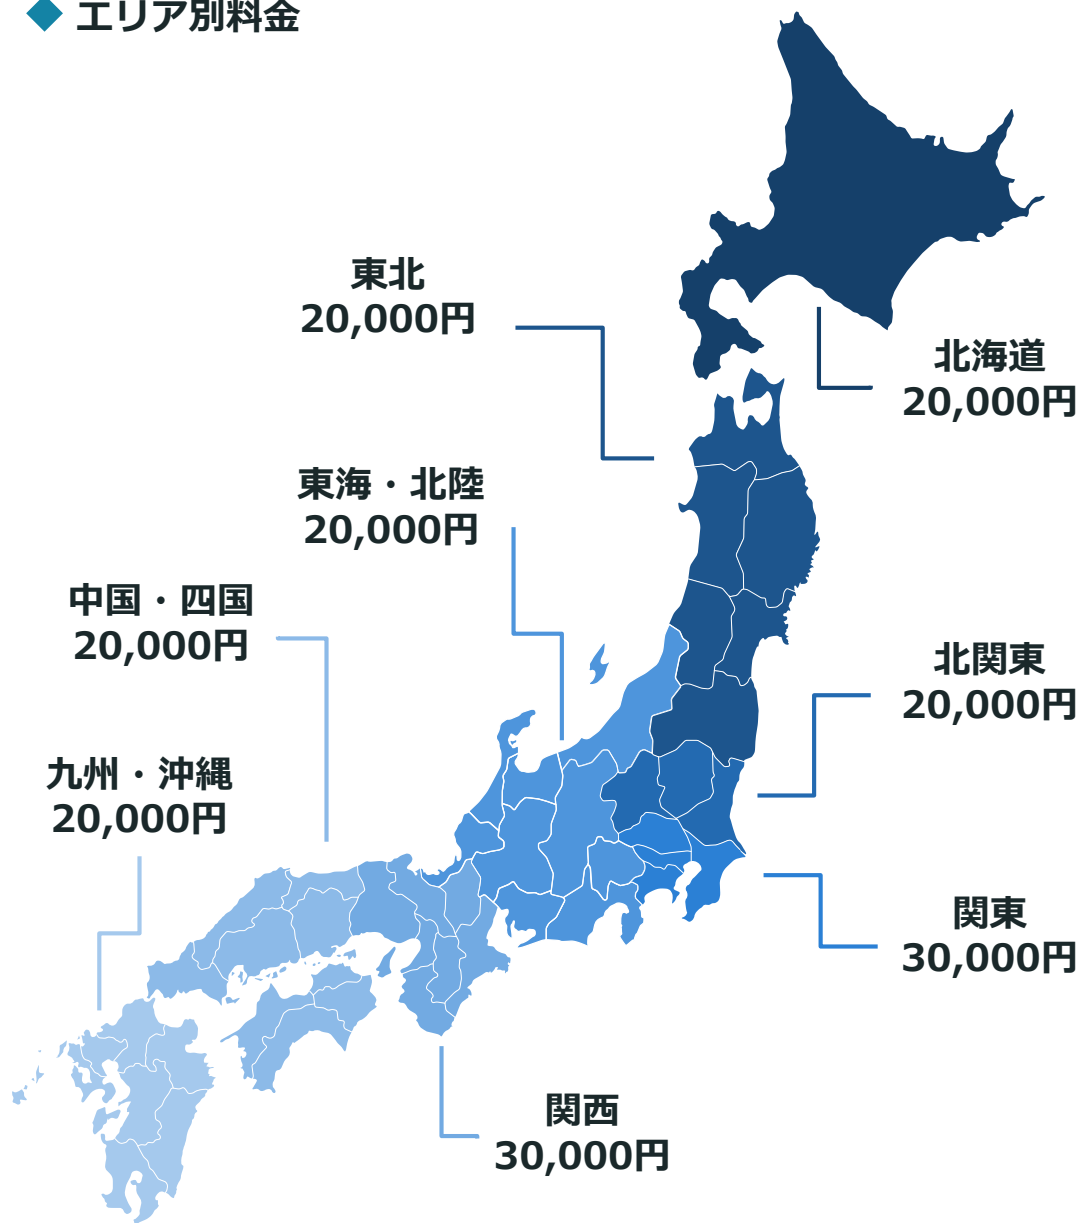 エリア別料金
東北
20,000円
北海道
20,000円
東海・北陸
20,000円
中国・四国
20,000円
北関東
20,000円
九州・沖縄
20,000円
関東
30,000円
関西
30,000円